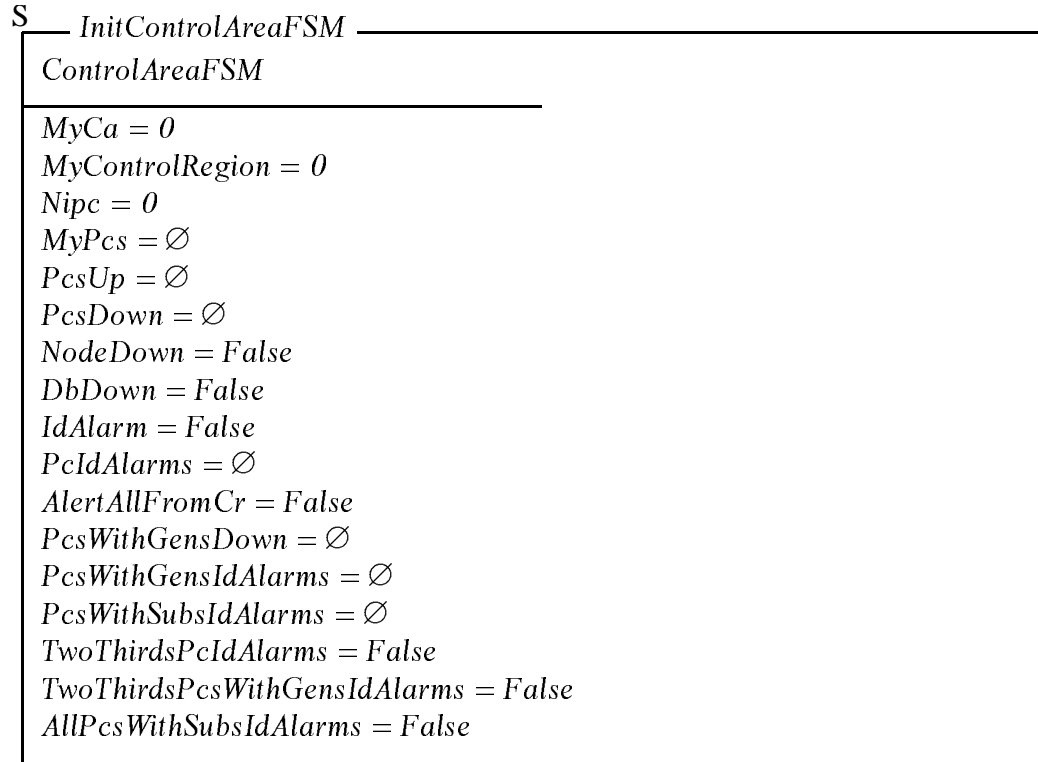 S
InitControlAreaFSM
ControlAreaFSM
MyCa = 0
MyControlRegion = 0
Nipc = 0
MyPcs = ∅
PcsUp = ∅
PcsDown = ∅
NodeDown = False
DbDown = False
IdAlarm = False
PcIdAlarms = ∅
AlertAllFromCr = False
PcsWithGensDown = ∅
PcsWithGensIdAlarms = ∅
PcsWithSubsIdAlarms = ∅
TwoThirdsPcIdAlarms = False
TwoThirdsPcsWithGensIdAlarms = False
AllPcsWithSubsIdAlarms = False